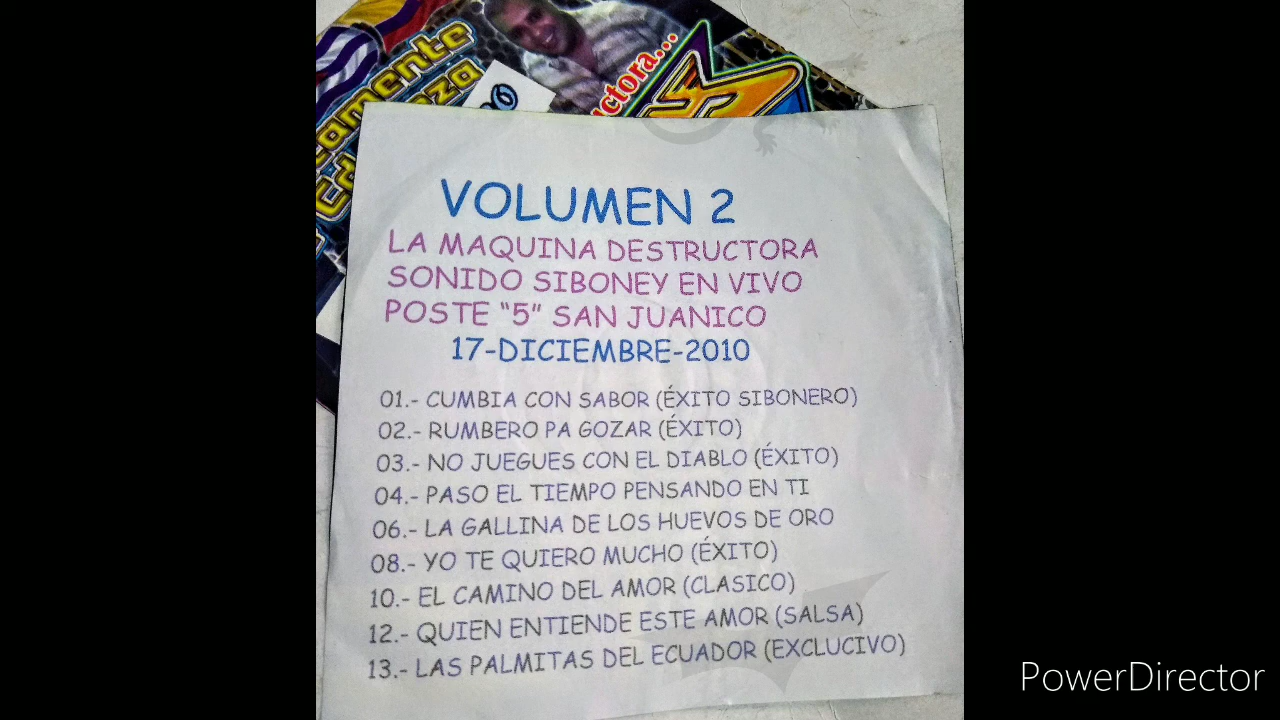 uctora...
VOLUMEN 2
LA MAQUINA DESTRUCTORA
SONIDO SIBONEY EN VIVO
POSTE "5" SAN JUANICO
17-DICIEMBRE-2010
01.- CUMBIA CON SABOR (ÉXITO SIBONERO)
02.- RUMBERO PA GOZAR (ÉXITO)
03.- NO JUEGUES CON EL DIABLO (ÉXITO)
04.- PASO EL TIEMPO PENSANDO EN TI
06.- LA GALLINA DE LOS HUEVOS DE ORO
08.- YO TE QUIERO MUCHO (ÉXITO)
10.- EL CAMINO DEL AMOR (CLASICO)
12.- QUIEN ENTIENDE ESTE AMOR (SALSA)
13.- LAS PALMITAS DEL ECUADOR (EXCLUCIVO)
PowerDirector